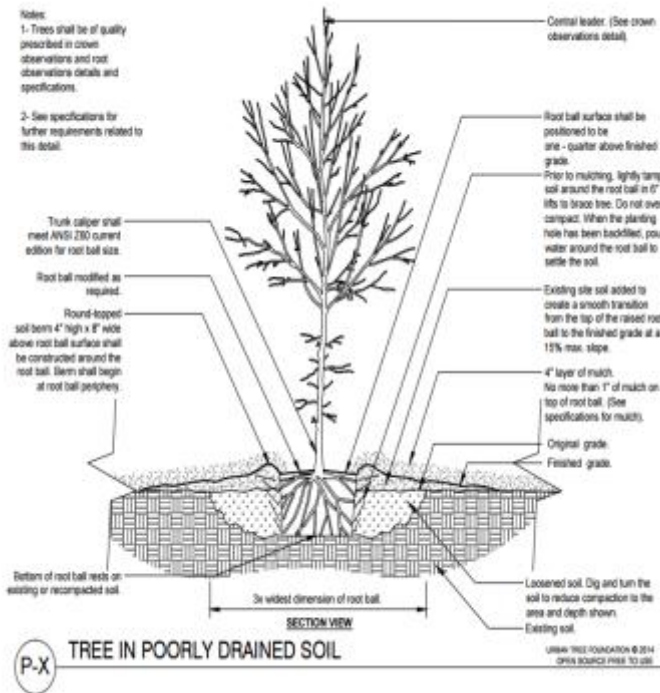 Notes:
1- Trees shall be of quality
prescribed in crown
observations and root
observations details and
specifications.
2- See specifications for
further requirements related to
this detail.
Central leader. (See crown
observations detail).
Root ball surface shall be
positioned to be
one - quarter above finished
grade.
Prior to mulching, lightly tamp
soil around the root ball in 6"
lifts to brace tree. Do not over
compact. When the planting
hole has been backfilled, pour
water around the root ball to
settle the soil.
Trunk caliper shall
meet ANSI Z60 current
edition for root ball size.
Root ball modified as
required.
Round-topped
soil berm 4" high x 8" wide
above root ball surface shall
be constructed around the
root ball. Berm shall begin
at root ball periphery.
Existing site soil added to
create a smooth transition
from the top of the raised root
ball to the finished grade at a
15% max. slope.
4" layer of mulch.
No more than 1" of mulch on
top of root ball. (See
specifications for mulch).
Original grade.
Finished grade.
Bottom of root ball rests on
existing or recompacted soil.
3x widest dimension of root ball.
Loosened soil. Dig and turn the
soil to reduce compaction to the
area and depth shown.
Existing soil.
SECTION VIEW
P-X
TREE IN POORLY DRAINED SOIL
URBAN TREE FOUNDATION © 2014
OPEN SOURCE FREE TO USE